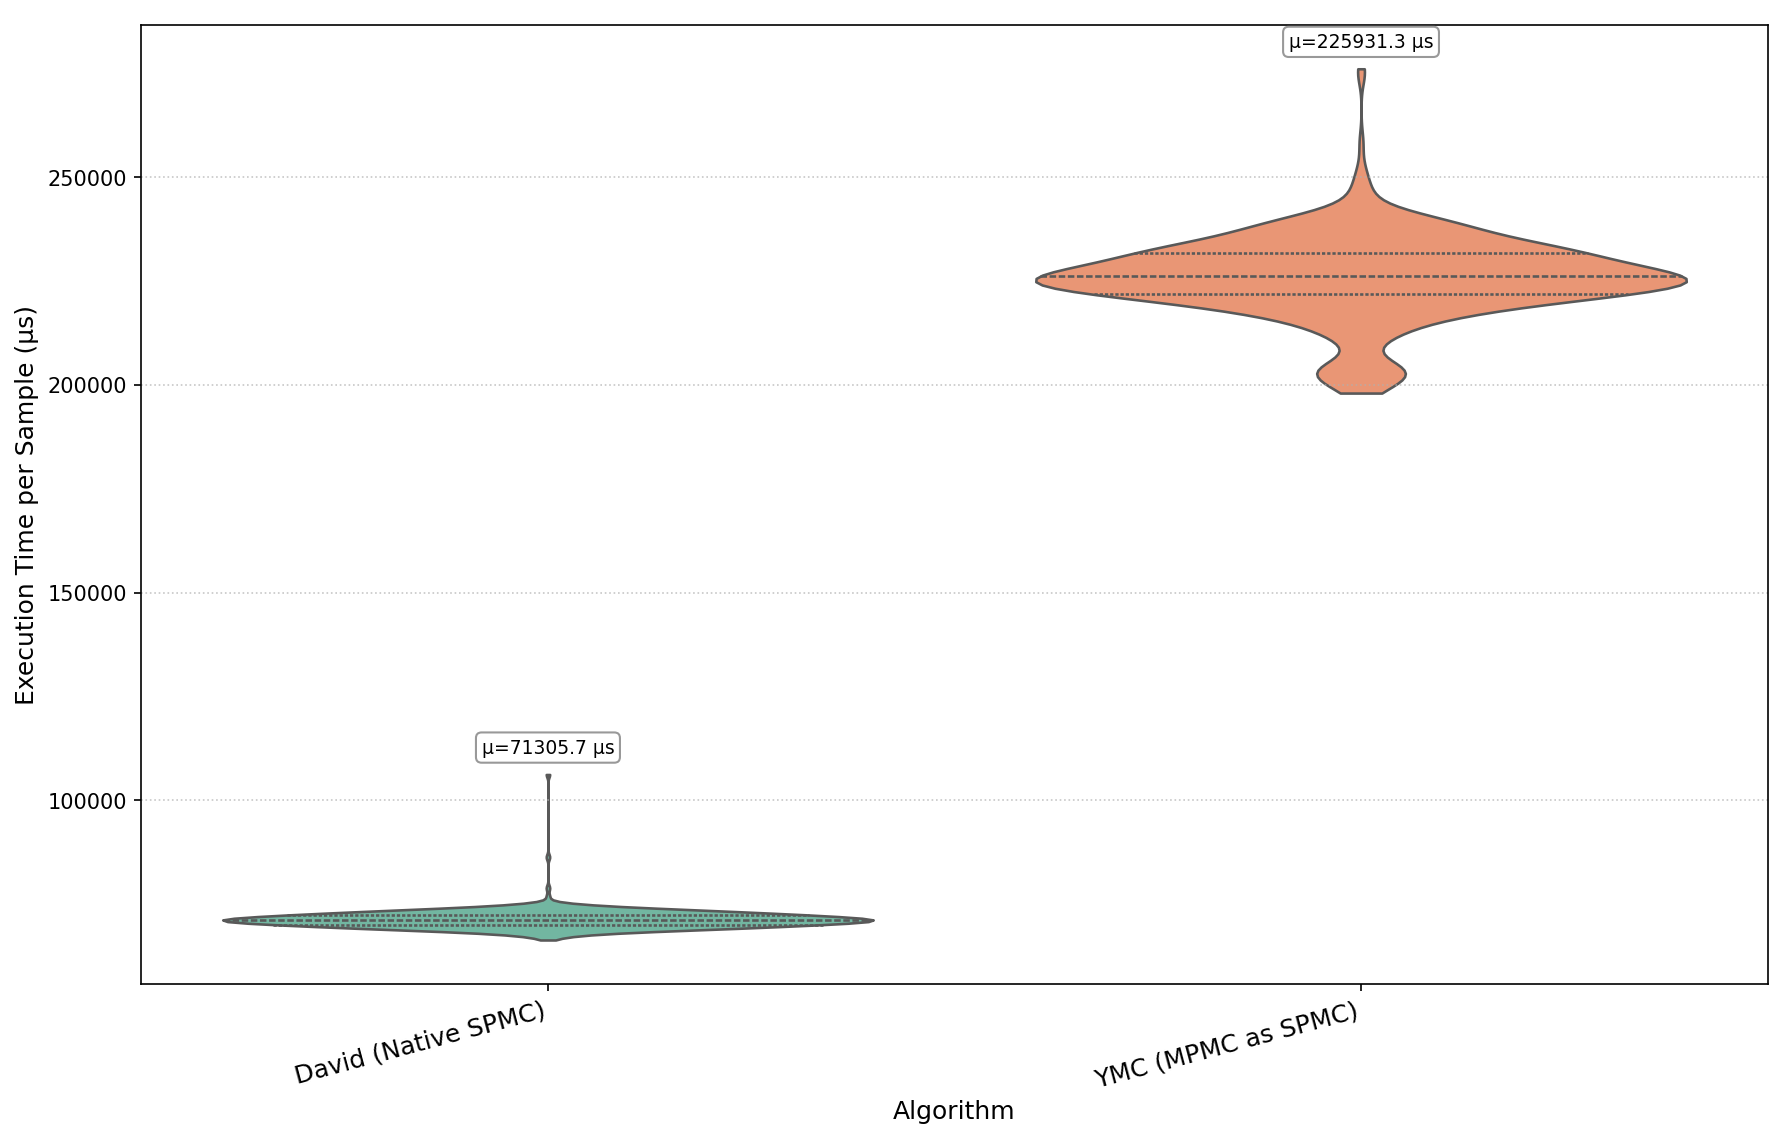 μ=225931.3 μs
250000
200000
150000
100000
Execution Time per Sample (μs)
μ=71305.7 μs
David (Native SPMC)
YMC (MPMC as SPMC)
Algorithm